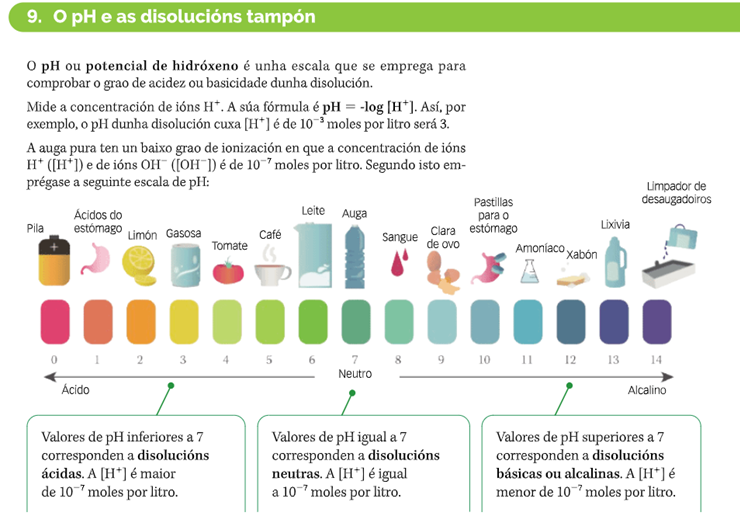 9. O pH e as disolucións tampón
O pH ou potencial de hidróxeno é unha escala que se emprega para
comprobar o grao de acidez ou basicidade dunha disolución.
Mide a concentración de ións H⁺. A súa fórmula é pH = -log [H⁺]. Así, por
exemplo, o pH dunha disolución cuxa [H⁺] é de 10⁻³ moles por litro será 3.
A auga pura ten un baixo grao de ionización en que a concentración de ións
H⁺ ([H⁺]) e de ións OH⁻ ([OH⁻]) é de 10⁻⁷ moles por litro. Segundo isto em-
prégase a seguinte escala de pH:
Pila
Ácidos do
estómago
Limón
Gasosa
Tomate
Café
Leite
Auga
Sangue
Clara
de ovo
Pastillas
para o
estómago
Amoníaco
Xabón
Lixivia
Limpador de
desaugadoiros
0 1 2 3 4 5 6 7 8 9 10 11 12 13 14
Ácido
Neutro
Alcalino
Valores de pH inferiores a 7
corresponden a disolucións
ácidas. A [H⁺] é maior
de 10⁻⁷ moles por litro.
Valores de pH igual a 7
corresponden a disolucións
neutras. A [H⁺] é igual
a 10⁻⁷ moles por litro.
Valores de pH superiores a 7
corresponden a disolucións
básicas ou alcalinas. A [H⁺] é
menor de 10⁻⁷ moles por litro.